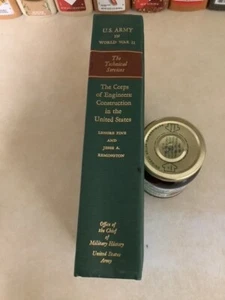 U.S. ARMY
IN
WORLD WAR II
The
Technical
Services
The Corps
of Engineers
Construction
in the
United States
LENORE FINE
AND
JESSE A.
REMINGTON
Office
of
the Chief
of
Military History
United States
Army